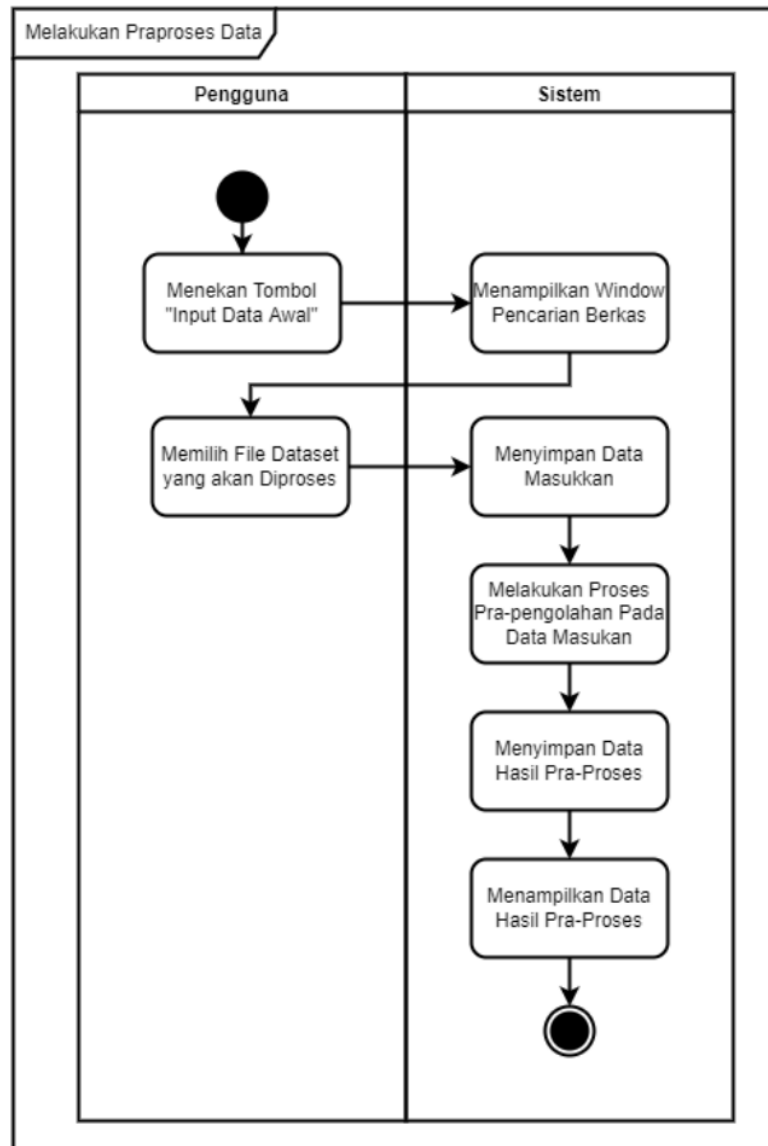 Melakukan Praproses Data
Pengguna
Sistem
Menekan Tombol
"Input Data Awal"
Menampilkan Window
Pencarian Berkas
Memilih File Dataset
yang akan Diproses
Menyimpan Data
Masukkan
Melakukan Proses
Pra-pengolahan Pada
Data Masukan
Menyimpan Data
Hasil Pra-Proses
Menampilkan Data
Hasil Pra-Proses